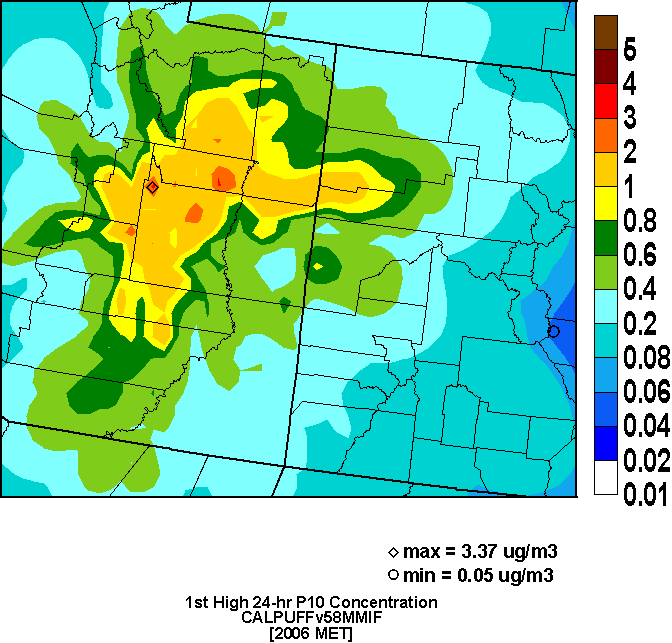 5
4
3
2
1
0.8
0.6
0.4
0.2
0.08
0.06
0.04
0.02
0.01
max = 3.37 ug/m3
min = 0.05 ug/m3
1st High 24-hr P10 Concentration
CALPUFFv58MMIF
[2006 MET]